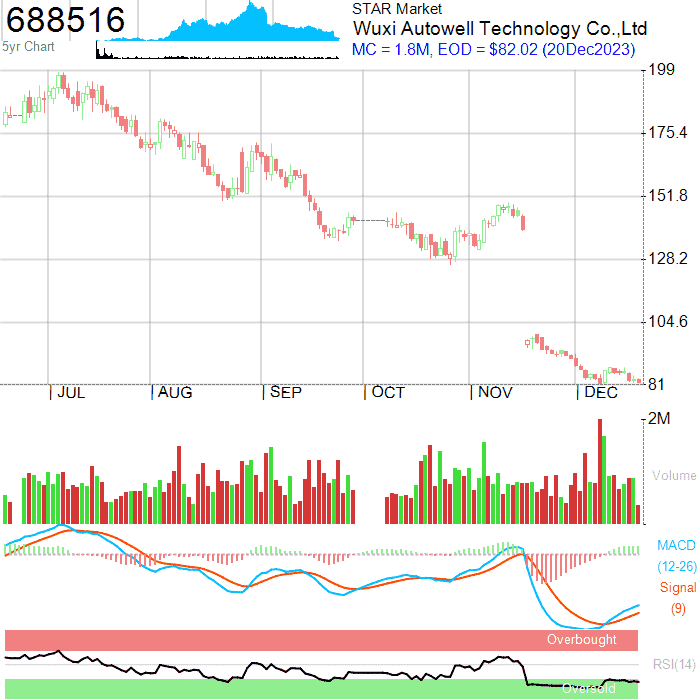 688516
5yr Chart
STAR Market
Wuxi Autowell Technology Co.,Ltd
MC = 1.8M, EOD = $82.02 (20Dec2023)
199
175.4
151.8
128.2
104.6
81
| JUL | AUG | SEP | OCT | NOV | DEC
2M
Volume
MACD
(12-26)
Signal
(9)
Overbought
RSI(14)
Oversold